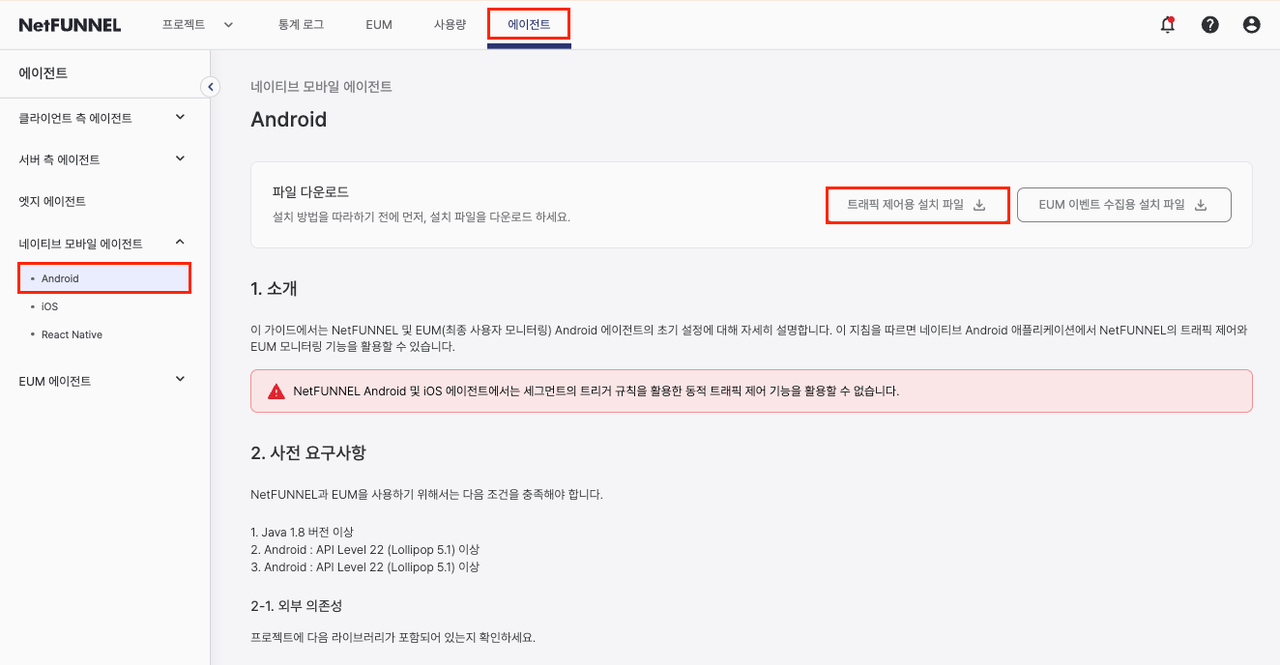 NetFUNNEL 프로젝트 통계 로그 EUM 사용량 에이전트
에이전트
클라이언트 측 에이전트
서버 측 에이전트
엣지 에이전트
네이티브 모바일 에이전트
• Android
• iOS
• React Native
EUM 에이전트
네이티브 모바일 에이전트
Android
파일 다운로드
설치 방법을 따라하기 전에 먼저, 설치 파일을 다운로드 하세요.
트래픽 제어용 설치 파일
EUM 이벤트 수집용 설치 파일
1. 소개
이 가이드에서는 NetFUNNEL 및 EUM(최종 사용자 모니터링) Android 에이전트의 초기 설정에 대해 자세히 설명합니다. 이 지침을 따르면 네이티브 Android 애플리케이션에서 NetFUNNEL의 트래픽 제어와
EUM 모니터링 기능을 활용할 수 있습니다.
NetFUNNEL Android 및 iOS 에이전트에서는 세그먼트의 트리거 규칙을 활용한 동적 트래픽 제어 기능을 활용할 수 없습니다.
2. 사전 요구사항
NetFUNNEL과 EUM을 사용하기 위해서는 다음 조건을 충족해야 합니다.
1. Java 1.8 버전 이상
2. Android : API Level 22 (Lollipop 5.1) 이상
3. Android : API Level 22 (Lollipop 5.1) 이상
2-1. 외부 의존성
프로젝트에 다음 라이브러리가 포함되어 있는지 확인하세요.